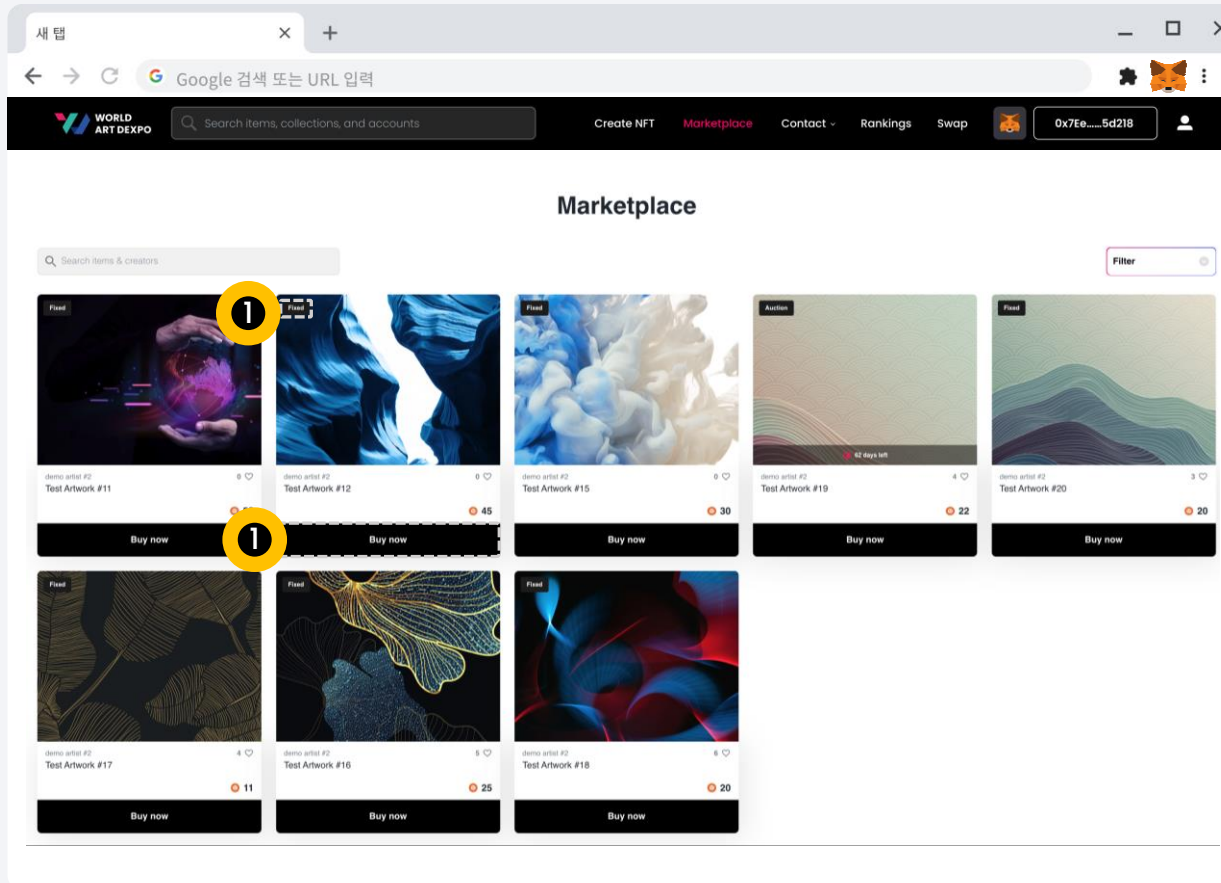 새 탭
Google 검색 또는 URL 입력
WORLD
ART DEXPO
Search items, collections, and accounts
Create NFT
Marketplace
Contact
Rankings
Swap
0x7Ee......5d218
Marketplace
Search items & creators
Filter
Fixed
1
Fixed
Fixed
Auction
Fixed
62 days left
demo artist #2
0
demo artist #2
0
demo artist #2
0
demo artist #2
4
demo artist #2
3
Test Artwork #11
Test Artwork #12
Test Artwork #15
Test Artwork #19
Test Artwork #20
45
30
22
20
Buy now
1
Buy now
Buy now
Buy now
Buy now
Fixed
Fixed
Fixed
demo artist #2
4
demo artist #2
5
demo artist #2
6
Test Artwork #17
Test Artwork #16
Test Artwork #18
11
25
20
Buy now
Buy now
Buy now